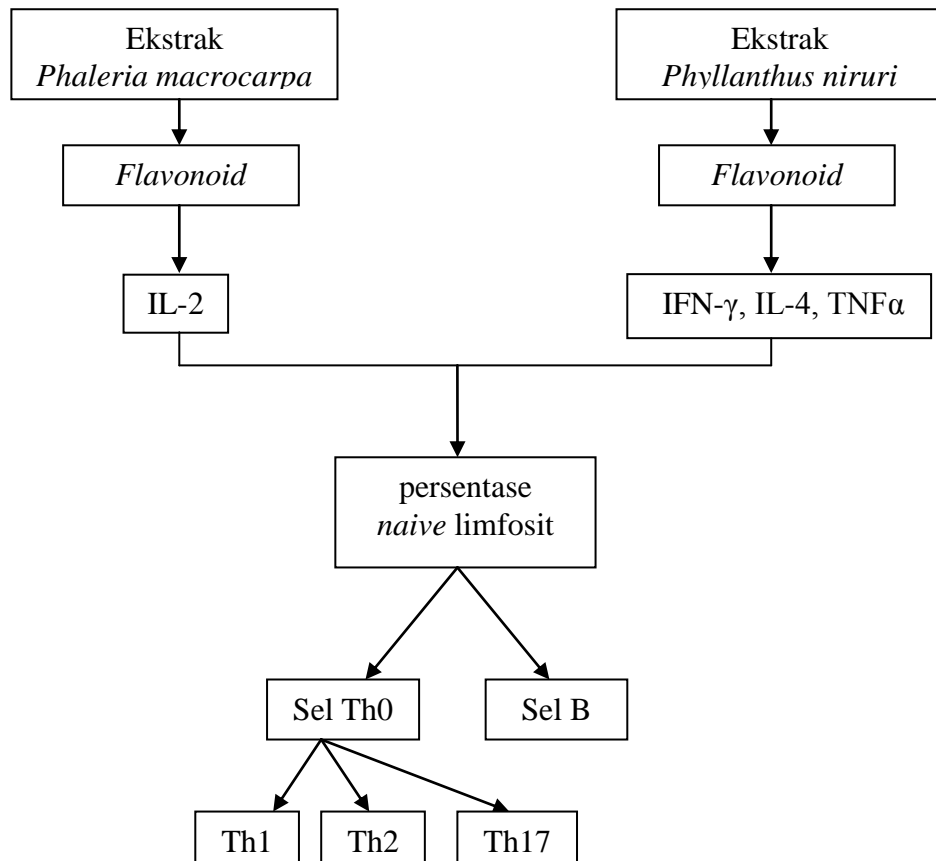 Ekstrak
Phaleria macrocarpa
Ekstrak
Phyllanthus niruri
Flavonoid
Flavonoid
IL-2
IFN-γ, IL-4, TNFα
persentase
naive limfosit
Sel Th0
Sel B
Th1
Th2
Th17